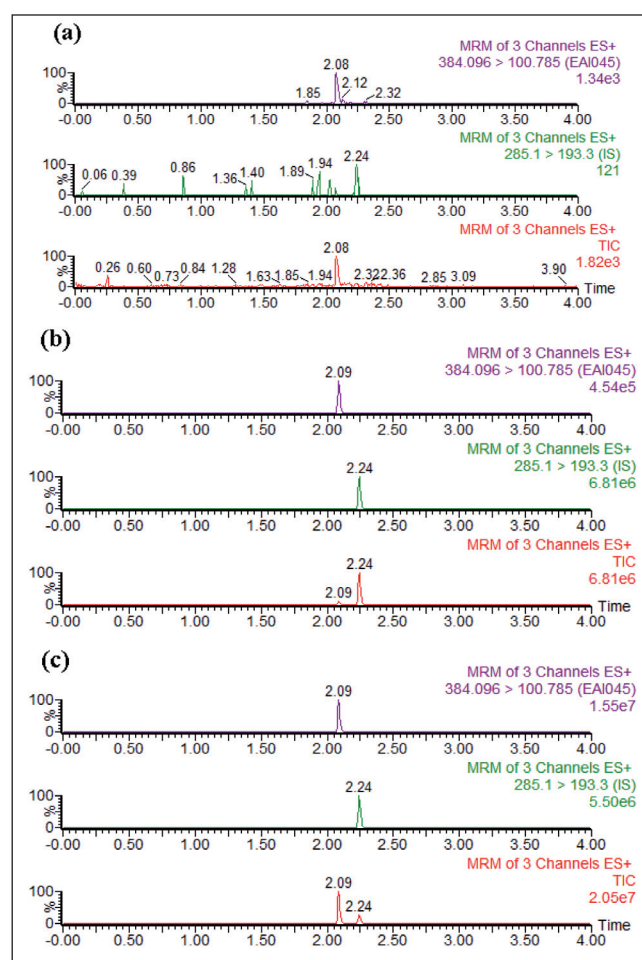 (a)
MRM of 3 Channels ES+
384.096 > 100.785 (EAI045)
1.34e3
100
%
0
1.85
2.08
2.12
2.32
-0.00 0.50 1.00 1.50 2.00 2.50 3.00 3.50 4.00
MRM of 3 Channels ES+
285.1 > 193.3 (IS)
121
100
%
0
0.06 0.39 0.86 1.36 1.40 1.89 1.94 2.24
-0.00 0.50 1.00 1.50 2.00 2.50 3.00 3.50 4.00
MRM of 3 Channels ES+
TIC
1.82e3
100
%
0
0.26 0.60 0.73 0.84 1.28 1.63 1.85 1.94 2.08 2.32 2.36 2.85 3.09 3.90
Time
-0.00 0.50 1.00 1.50 2.00 2.50 3.00 3.50 4.00
(b)
MRM of 3 Channels ES+
384.096 > 100.785 (EAI045)
4.54e5
100
%
0
2.09
-0.00 0.50 1.00 1.50 2.00 2.50 3.00 3.50 4.00
MRM of 3 Channels ES+
285.1 > 193.3 (IS)
6.81e6
100
%
0
2.24
-0.00 0.50 1.00 1.50 2.00 2.50 3.00 3.50 4.00
MRM of 3 Channels ES+
TIC
6.81e6
100
%
0
2.09 2.24
Time
-0.00 0.50 1.00 1.50 2.00 2.50 3.00 3.50 4.00
(c)
MRM of 3 Channels ES+
384.096 > 100.785 (EAI045)
1.55e7
100
%
0
2.09
-0.00 0.50 1.00 1.50 2.00 2.50 3.00 3.50 4.00
MRM of 3 Channels ES+
285.1 > 193.3 (IS)
5.50e6
100
%
0
2.24
-0.00 0.50 1.00 1.50 2.00 2.50 3.00 3.50 4.00
MRM of 3 Channels ES+
TIC
2.05e7
100
%
0
2.09 2.24
Time
-0.00 0.50 1.00 1.50 2.00 2.50 3.00 3.50 4.00